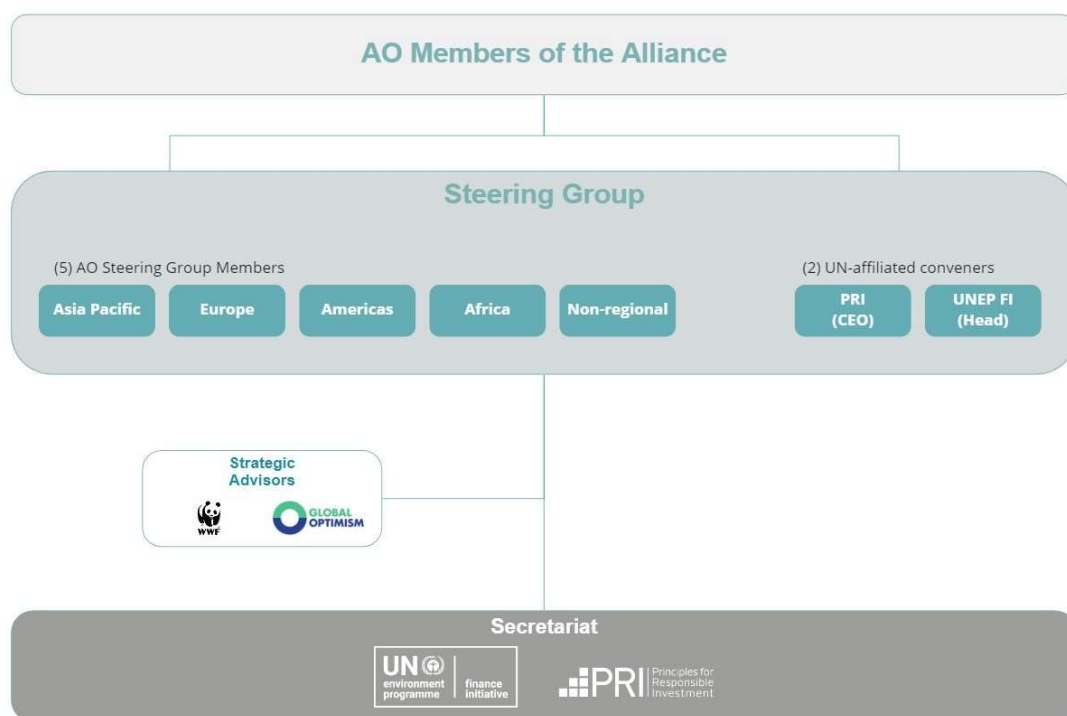 AO Members of the Alliance
Steering Group
(5) AO Steering Group Members
(2) UN-affiliated conveners
Asia Pacific
Europe
Americas
Africa
Non-regional
PRI
(CEO)
UNEP FI
(Head)
Strategic
Advisors
WWF
GLOBAL
OPTIMISM
Secretariat
UN
environment
programme
finance
initiative
PRI
Principles for
Responsible
Investment